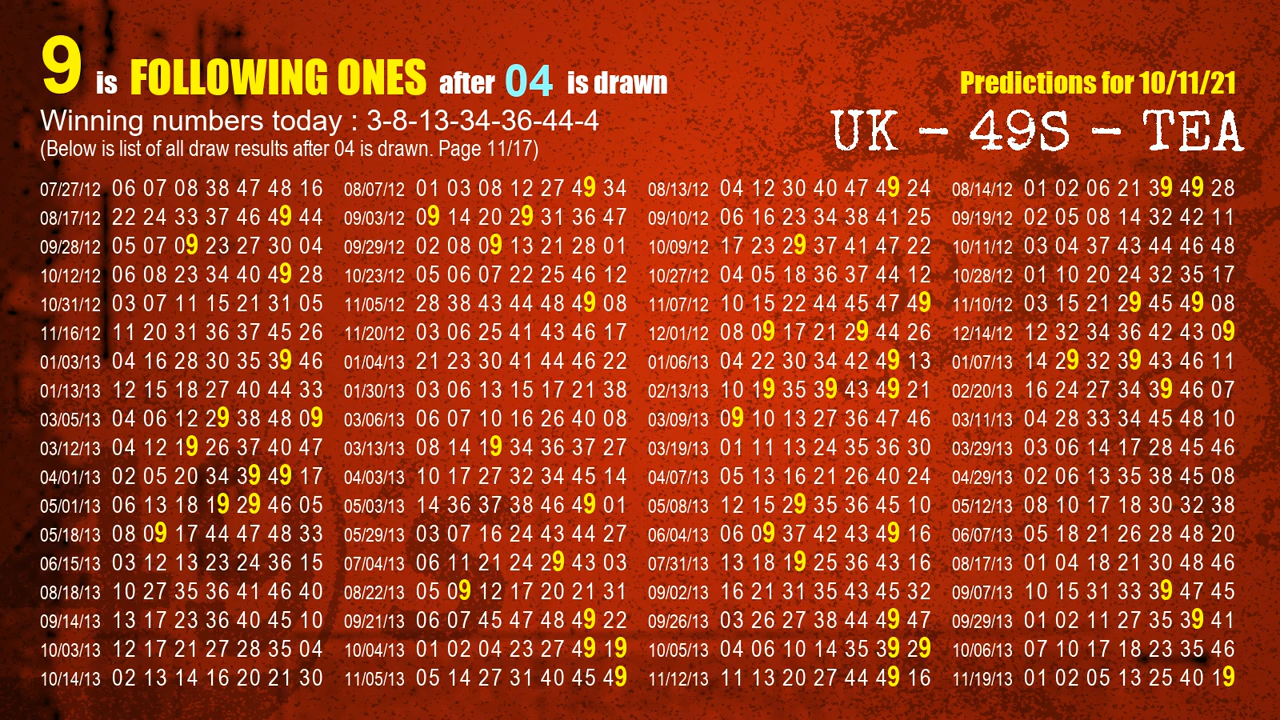 9 is FOLLOWING ONES after 04 is drawn
Predictions for 10/11/21
Winning numbers today : 3-8-13-34-36-44-4
UK - 49S - TEA
(Below is list of all draw results after 04 is drawn. Page 11/17)
07/27/12 06 07 08 38 47 48 16 08/07/12 01 03 08 12 27 49 34 08/13/12 04 12 30 40 47 49 24 08/14/12 01 02 06 21 39 49 28
08/17/12 22 24 33 37 46 49 44 09/03/12 09 14 20 29 31 36 47 09/10/12 06 16 23 34 38 41 25 09/19/12 02 05 08 14 32 42 11
09/28/12 05 07 09 23 27 30 04 09/29/12 02 08 09 13 21 28 01 10/09/12 17 23 29 37 41 47 22 10/11/12 03 04 37 43 44 46 48
10/12/12 06 08 23 34 40 49 28 10/23/12 05 06 07 22 25 46 12 10/27/12 04 05 18 36 37 44 12 10/28/12 01 10 20 24 32 35 17
10/31/12 03 07 11 15 21 31 05 11/05/12 28 38 43 44 48 49 08 11/07/12 10 15 22 44 45 47 49 11/10/12 03 15 21 29 45 49 08
11/16/12 11 20 31 36 37 45 26 11/20/12 03 06 25 41 43 46 17 12/01/12 08 09 17 21 29 44 26 12/14/12 12 32 34 36 42 43 09
01/03/13 04 16 28 30 35 39 46 01/04/13 21 23 30 41 44 46 22 01/06/13 04 22 30 34 42 49 13 01/07/13 14 29 32 39 43 46 11
01/13/13 12 15 18 27 40 44 33 01/30/13 03 06 13 15 17 21 38 02/13/13 10 19 35 39 43 49 21 02/20/13 16 24 27 34 39 46 07
03/05/13 04 06 12 29 38 48 09 03/06/13 06 07 10 16 26 40 08 03/09/13 09 10 13 27 36 47 46 03/11/13 04 28 33 34 45 48 10
03/12/13 04 12 19 26 37 40 47 03/13/13 08 14 19 34 36 37 27 03/19/13 01 11 13 24 35 36 30 03/29/13 03 06 14 17 28 45 46
04/01/13 02 05 20 34 39 49 17 04/03/13 10 17 27 32 34 45 14 04/07/13 05 13 16 21 26 40 24 04/29/13 02 06 13 35 38 45 08
05/01/13 06 13 18 19 29 46 05 05/03/13 14 36 37 38 46 49 01 05/08/13 12 15 29 35 36 45 10 05/12/13 08 10 17 18 30 32 38
05/18/13 08 09 17 44 47 48 33 05/29/13 03 07 16 24 43 44 27 06/04/13 06 09 37 42 43 49 16 06/07/13 05 18 21 26 28 48 20
06/15/13 03 12 13 23 24 36 15 07/04/13 06 11 21 24 29 43 03 07/31/13 13 18 19 25 36 43 16 08/17/13 01 04 18 21 30 48 46
08/18/13 10 27 35 36 41 46 40 08/22/13 05 09 12 17 20 21 31 09/02/13 16 21 31 35 43 45 32 09/07/13 10 15 31 33 39 47 45
09/14/13 13 17 23 36 40 45 10 09/21/13 06 07 45 47 48 49 22 09/26/13 03 26 27 38 44 49 47 09/29/13 01 02 11 27 35 39 41
10/03/13 12 17 21 27 28 35 04 10/04/13 01 02 04 23 27 49 19 10/05/13 04 06 10 14 35 39 29 10/06/13 07 10 17 23 35 46 18
10/14/13 02 13 14 16 20 21 30 11/05/13 05 14 27 31 40 45 49 11/12/13 11 13 20 27 44 49 16 11/19/13 01 02 05 13 25 40 19